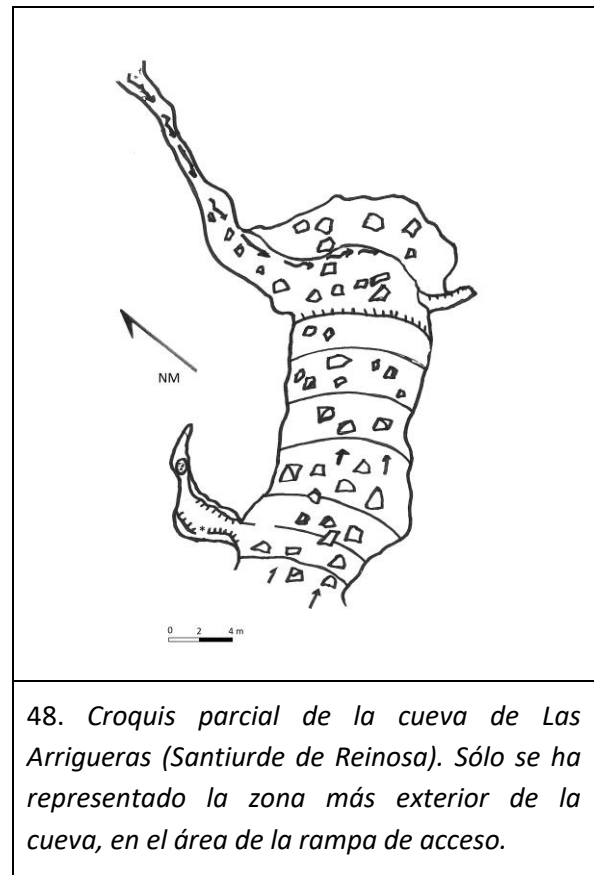 NM
*
0 2 4 m
48. Croquis parcial de la cueva de Las
Arrigueras (Santiurde de Reinosa). Sólo se ha
representado la zona más exterior de la
cueva, en el área de la rampa de acceso.